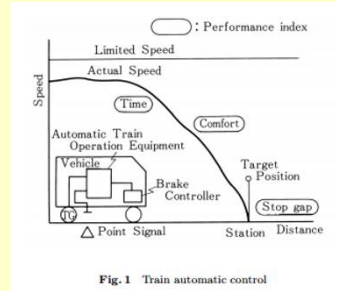 : Performance index
Limited Speed
Actual Speed
Speed
Time
Comfort
Automatic Train
Operation Equipment
Vehicle
Target
Position
Brake
Controller
Stop gap
TG
Point Signal
Station
Distance
Fig. 1 Train automatic control